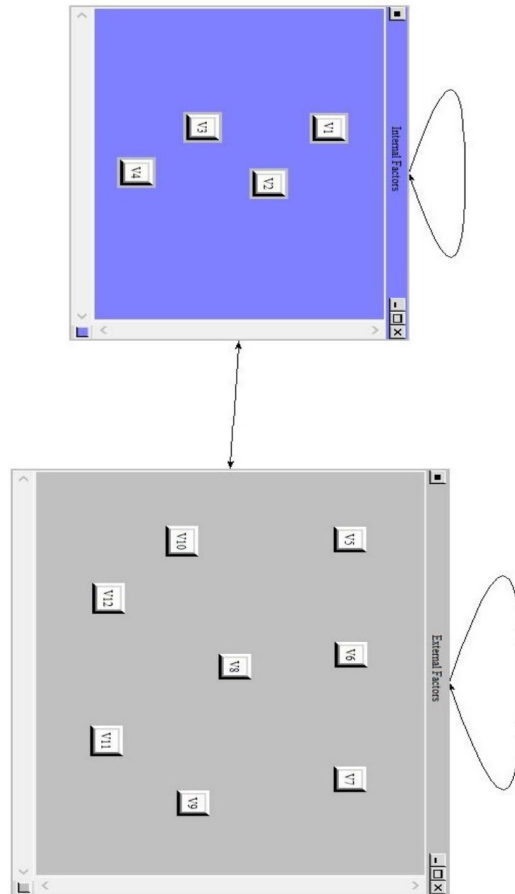 Internal Factors
V1
V2
V3
V4
External Factors
V5
V6
V7
V8
V10
V9
V12
V11